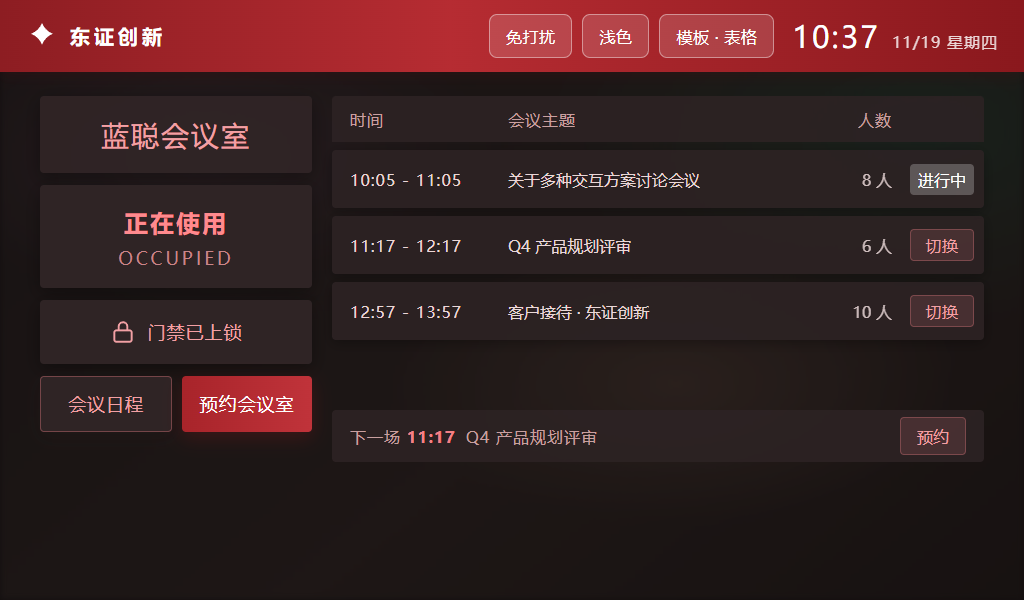 东证创新
免打扰
浅色
模板 · 表格
10:37
11/19 星期四
蓝聪会议室
正在使用
OCCUPIED
门禁已上锁
会议日程
预约会议室
时间 会议主题 人数
10:05 - 11:05 关于多种交互方案讨论会议 8 人 进行中
11:17 - 12:17 Q4 产品规划评审 6 人 切换
12:57 - 13:57 客户接待 · 东证创新 10 人 切换
下一场 11:17 Q4 产品规划评审 预约